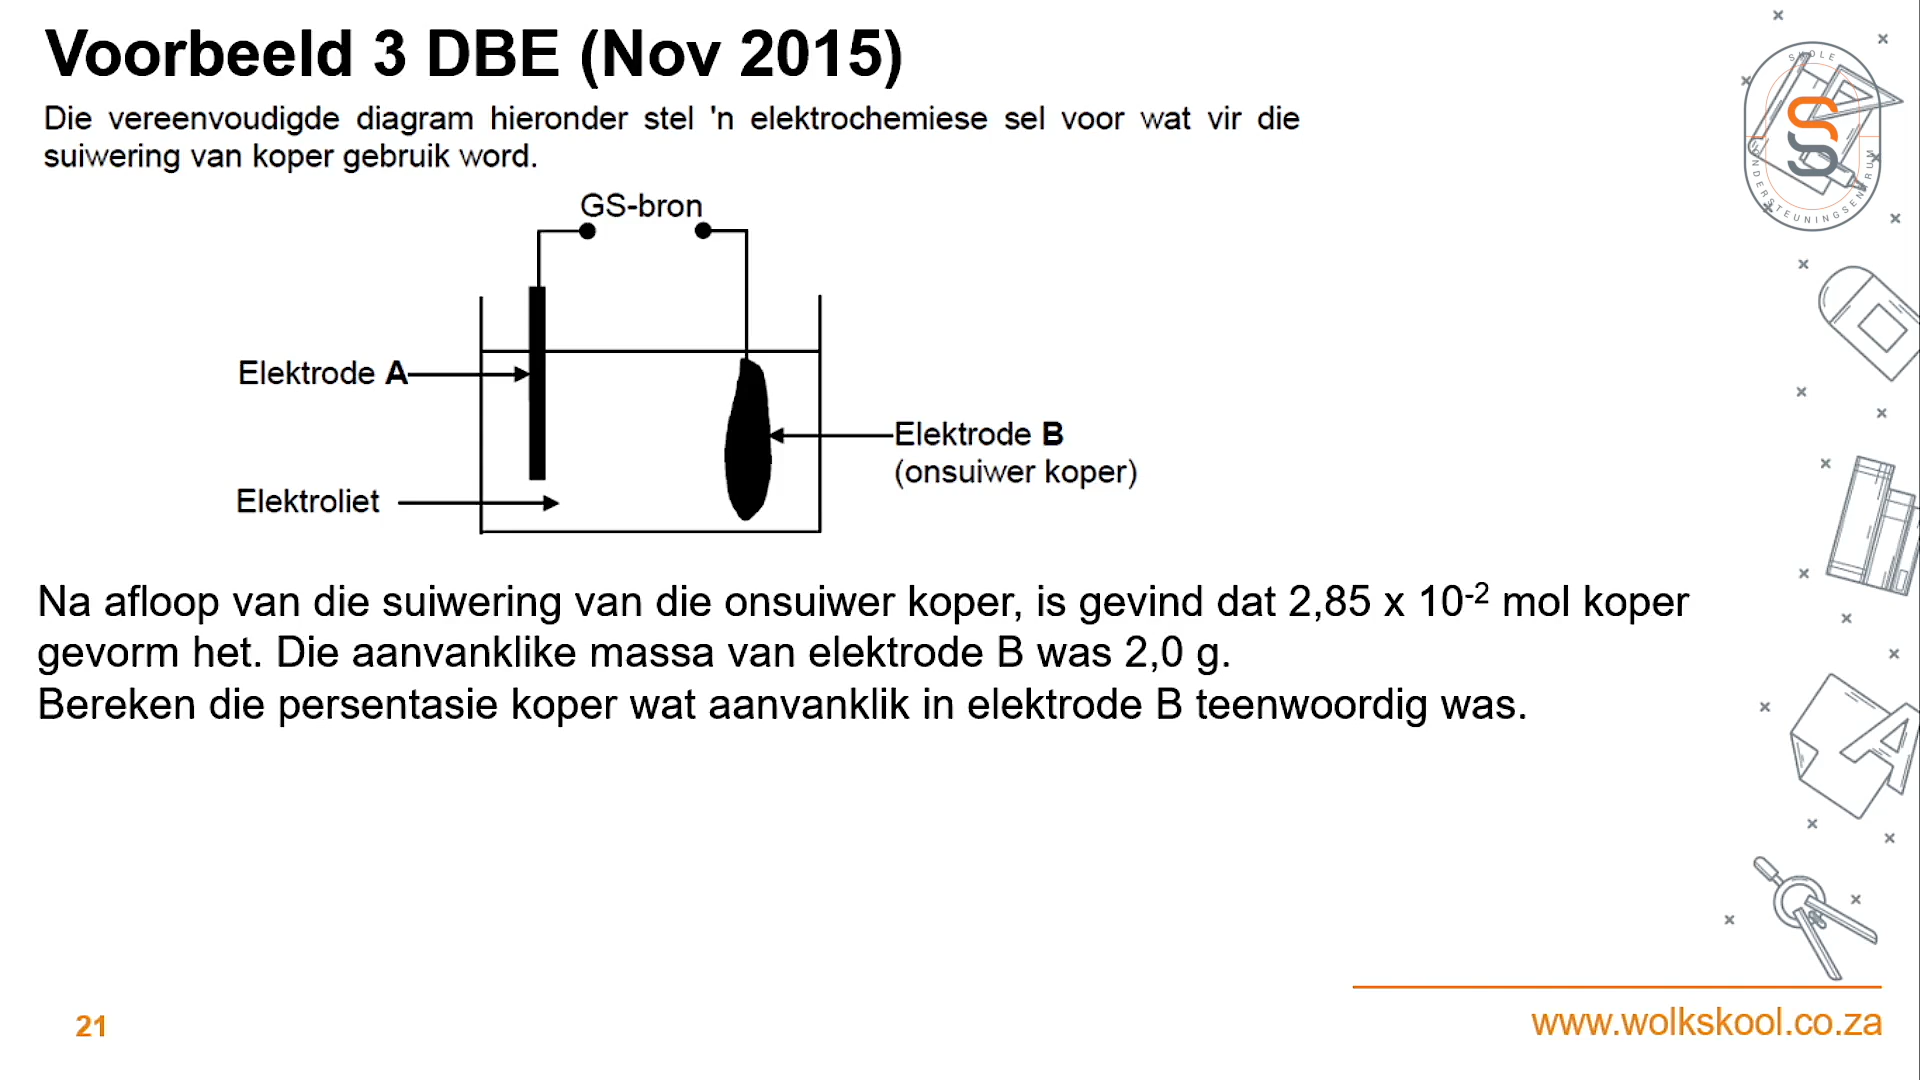 Voorbeeld 3 DBE (Nov 2015)
Die vereenvoudigde diagram hieronder stel 'n elektrochemiese sel voor wat vir die
suiwering van koper gebruik word.
GS-bron
Elektrode A
Elektrode B
(onsuiwer koper)
Elektroliet
Na afloop van die suiwering van die onsuiwer koper, is gevind dat 2,85 x 10⁻² mol koper
gevorm het. Die aanvanklike massa van elektrode B was 2,0 g.
Bereken die persentasie koper wat aanvanklik in elektrode B teenwoordig was.
SKOLE
ONDERSTEUNINGSENTRUM
21
www.wolkskool.co.za